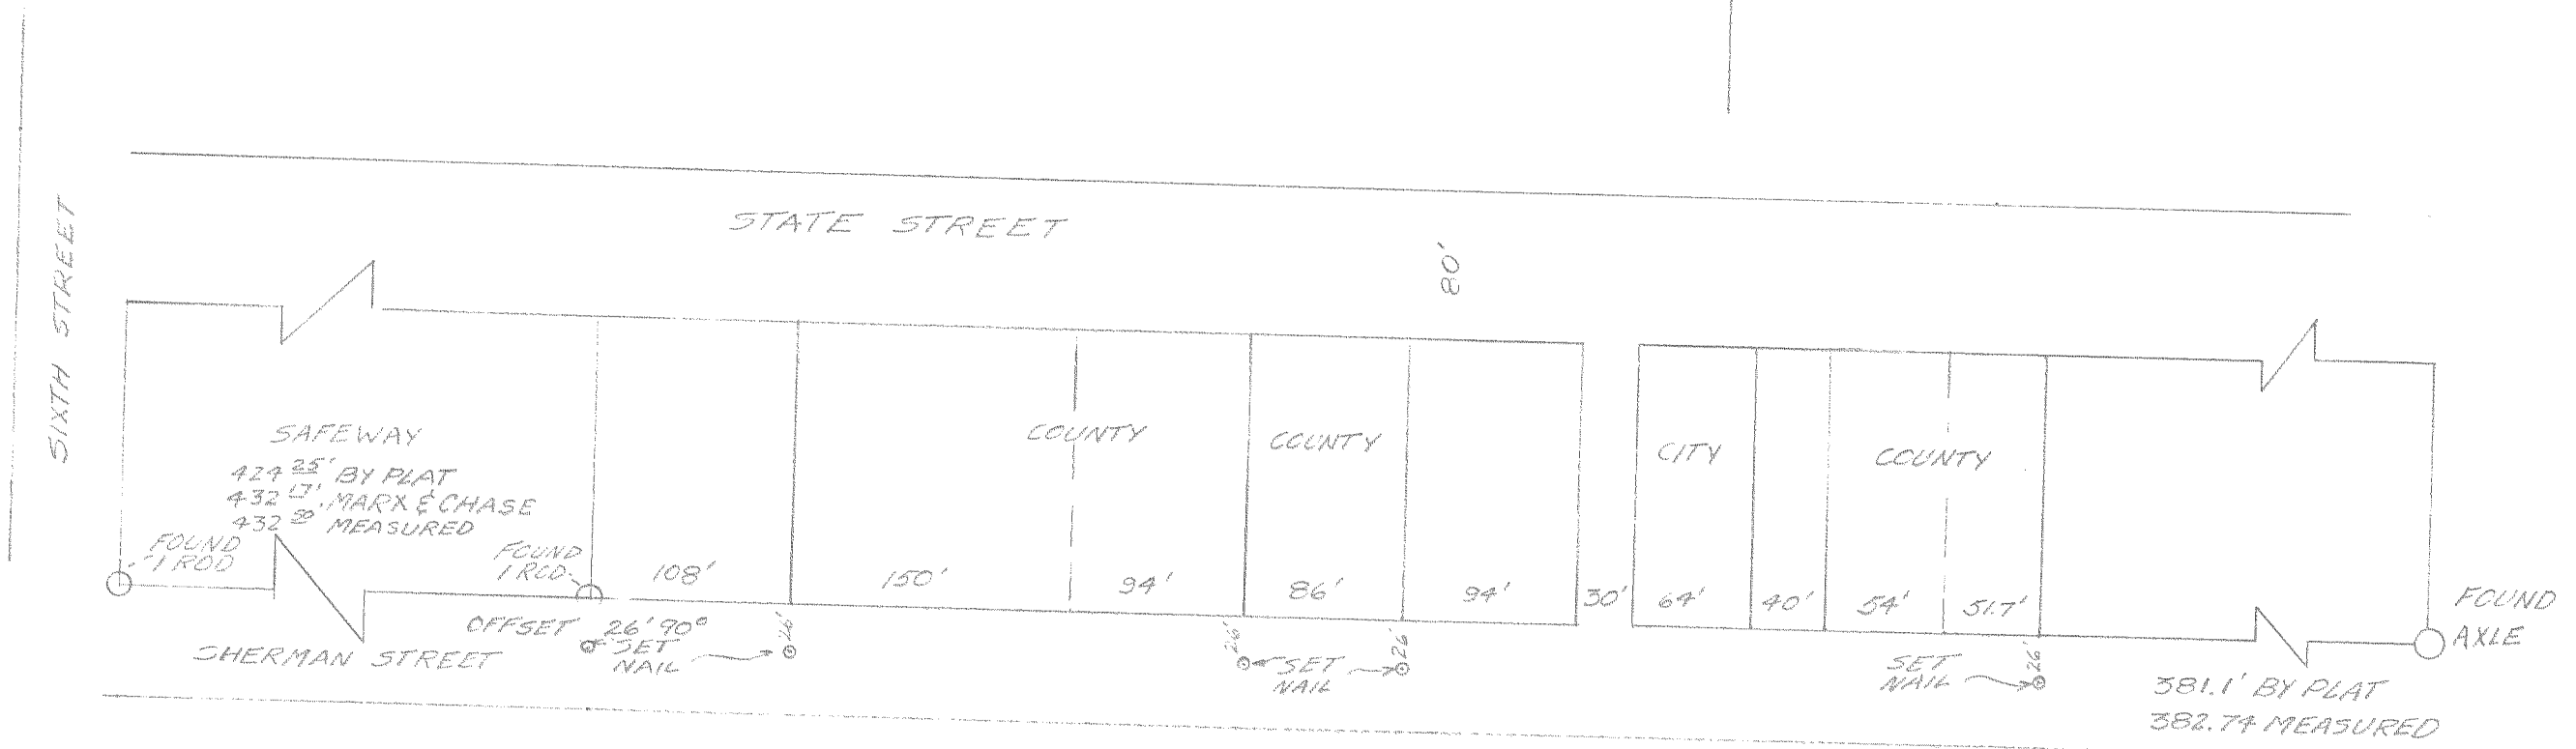 SIXTH STREET
STATE STREET
80'
SAFEWAY
424 25' BY PLAT
432 17' MARX & CHASE
432 50' MEASURED
FOUND
I ROD
FOUND
I ROD
108'
150'
COUNTY
94'
COUNTY
86'
94'
30'
CITY
64'
40'
COUNTY
54'
51.7'
FOUND
AXLE
OFFSET 26' 90°
SET
NAIL
26'
26'
SET
NAIL
26'
SET
NAIL
26'
SHERMAN STREET
381.1' BY PLAT
382.74 MEASURED